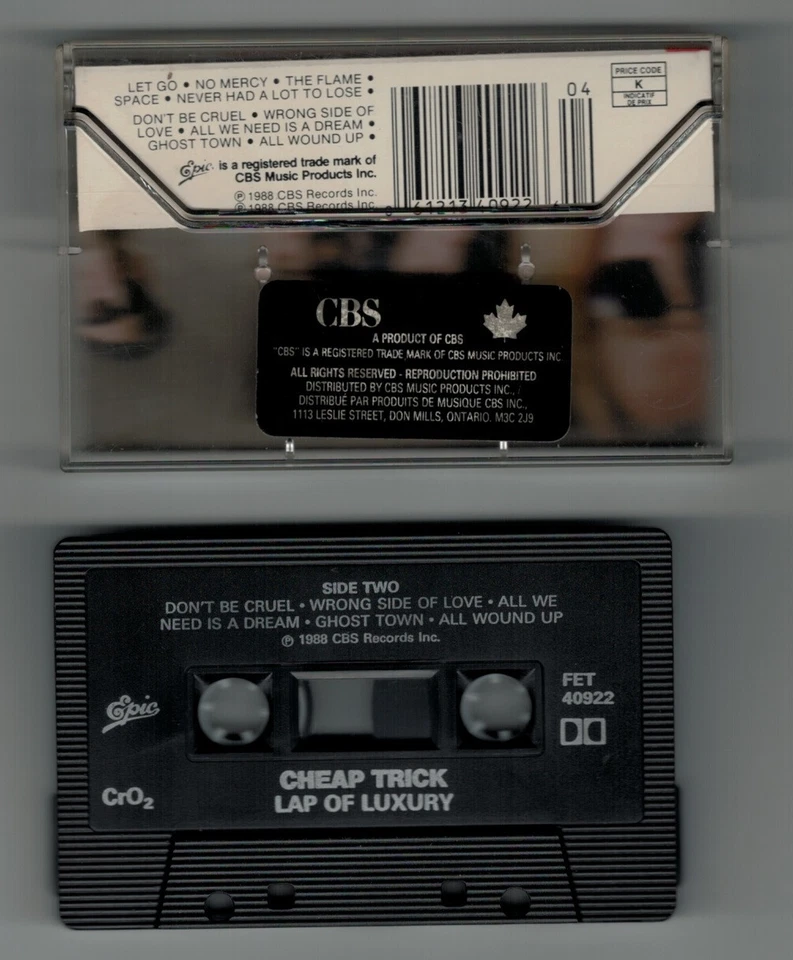 LET GO • NO MERCY • THE FLAME •
SPACE • NEVER HAD A LOT TO LOSE •
DON'T BE CRUEL • WRONG SIDE OF
LOVE • ALL WE NEED IS A DREAM •
GHOST TOWN • ALL WOUND UP •
Epic is a registered trade mark of
CBS Music Products Inc.
℗ 1988 CBS Records Inc.
℗ 1988 CBS Records Inc.
04
61213 40922
PRICE CODE
K
INDICATIF
DE PRIX
CBS
A PRODUCT OF CBS
"CBS" IS A REGISTERED TRADE MARK OF CBS MUSIC PRODUCTS INC
ALL RIGHTS RESERVED - REPRODUCTION PROHIBITED
DISTRIBUTED BY CBS MUSIC PRODUCTS INC., /
DISTRIBUÉ PAR PRODUITS DE MUSIQUE CBS INC.,
1113 LESLIE STREET, DON MILLS, ONTARIO. M3C 2J9
SIDE TWO
DON'T BE CRUEL • WRONG SIDE OF LOVE • ALL WE
NEED IS A DREAM • GHOST TOWN • ALL WOUND UP
℗ 1988 CBS Records Inc.
Epic
FET
40922
CrO₂
CHEAP TRICK
LAP OF LUXURY